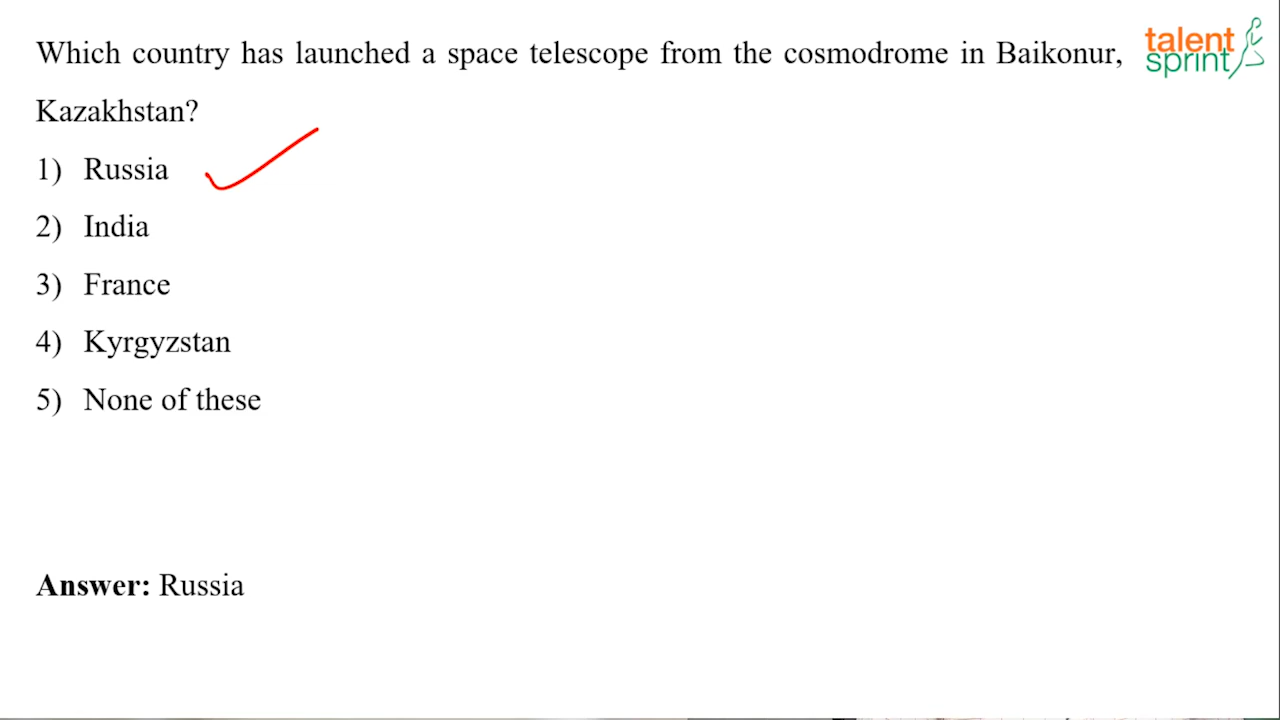 Which country has launched a space telescope from the cosmodrome in Baikonur,
Kazakhstan?
1) Russia
2) India
3) France
4) Kyrgyzstan
5) None of these
Answer: Russia
talent
sprint